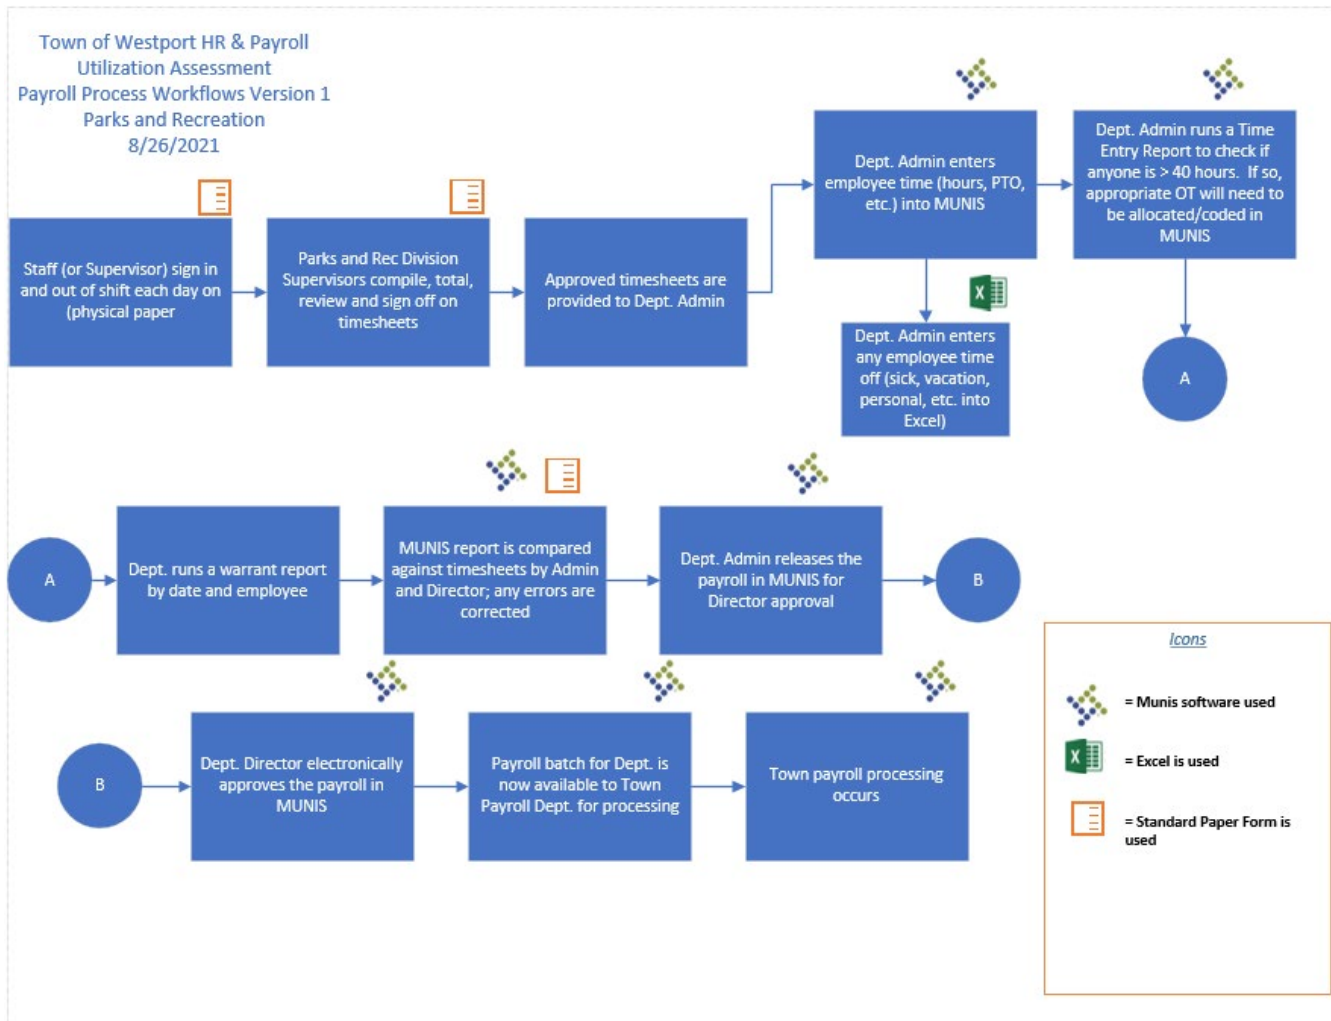 Town of Westport HR & Payroll
Utilization Assessment
Payroll Process Workflows Version 1
Parks and Recreation
8/26/2021
Staff (or Supervisor) sign in
and out of shift each day on
(physical paper
Parks and Rec Division
Supervisors compile, total,
review and sign off on
timesheets
Approved timesheets are
provided to Dept. Admin
Dept. Admin enters
employee time (hours, PTO,
etc.) into MUNIS
Dept. Admin runs a Time
Entry Report to check if
anyone is > 40 hours. If so,
appropriate OT will need to
be allocated/coded in
MUNIS
X
Dept. Admin enters
any employee time
off (sick, vacation,
personal, etc. into
Excel)
A
A
Dept. runs a warrant report
by date and employee
MUNIS report is compared
against timesheets by Admin
and Director; any errors are
corrected
Dept. Admin releases the
payroll in MUNIS for
Director approval
B
B
Dept. Director electronically
approves the payroll in
MUNIS
Payroll batch for Dept. is
now available to Town
Payroll Dept. for processing
Town payroll processing
occurs
Icons
= Munis software used
X
= Excel is used
= Standard Paper Form is
used